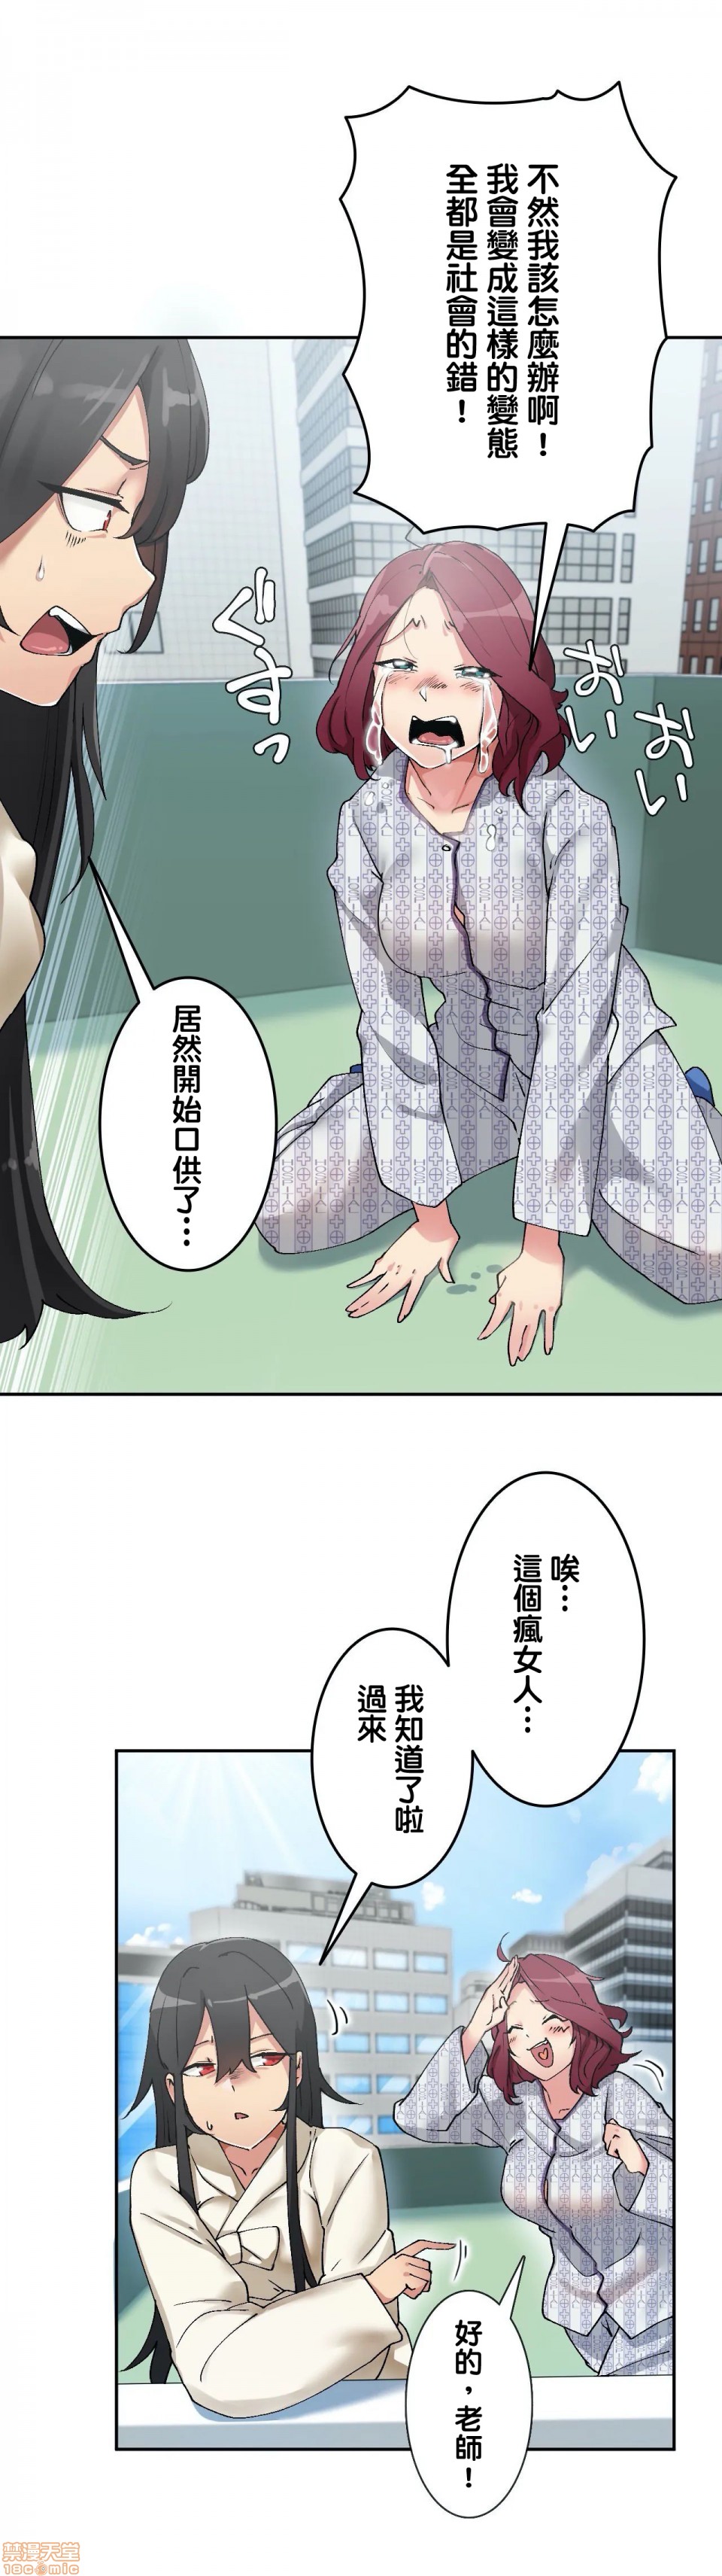 不然我該怎麼辦啊！
我會變成這樣的變態
全都是社會的錯！
ぐすっ
おい
おい
居然開始口供了…
唉…
這個瘋女人…
我知道了啦
過來
好的，老師！
禁漫天堂
18comic